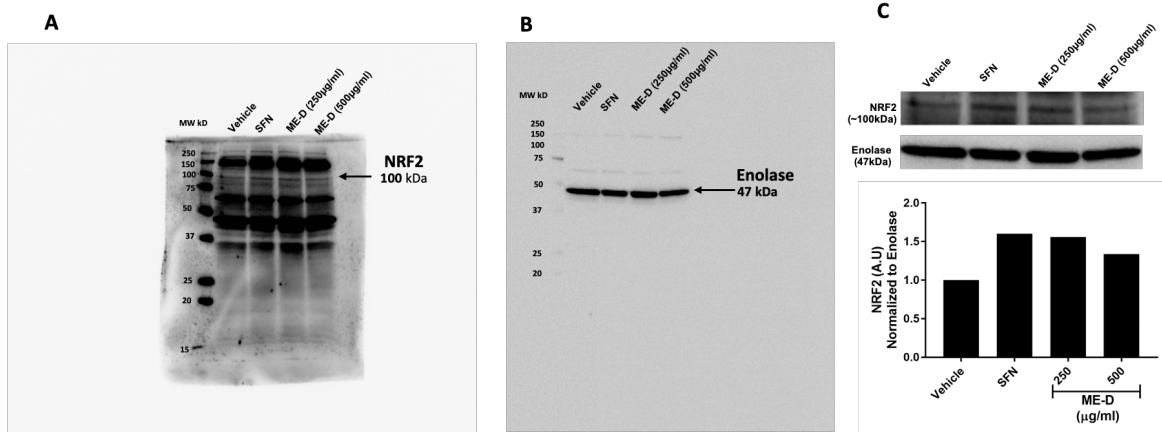 A
Vehicle
SFN
ME-D (250µg/ml)
ME-D (500µg/ml)
MW kD
250
150
100
75
50
37
25
20
15
NRF2
100 kDa
B
Vehicle
SFN
ME-D (250µg/ml)
ME-D (500µg/ml)
MW kD
250
150
100
75
50
37
25
20
Enolase
47 kDa
C
Vehicle
SFN
ME-D (250µg/ml)
ME-D (500µg/ml)
NRF2
(~100kDa)
Enolase
(47kDa)
NRF2 (A.U)
Normalized to Enolase
2.0
1.5
1.0
0.5
0.0
Vehicle
SFN
250
500
ME-D
(µg/ml)